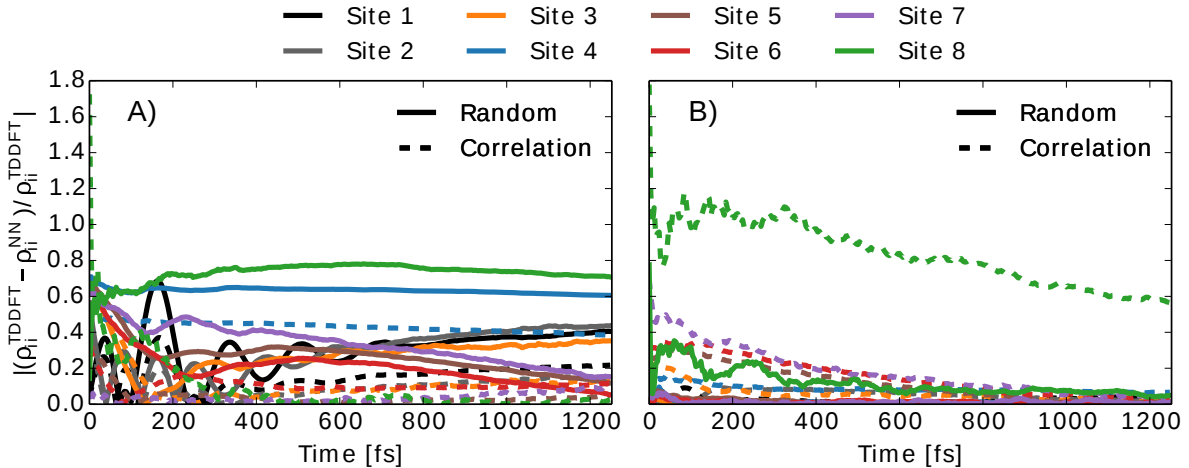 Site 1 Site 3 Site 5 Site 7
Site 2 Site 4 Site 6 Site 8
|(ρ_ii^TDDFT − ρ_ii^NN)/ρ_ii^TDDFT|
1.8
1.6
1.4
1.2
1.0
0.8
0.6
0.4
0.2
0.0
A)
Random
Correlation
0 200 400 600 800 1000 1200
Time [fs]
B)
Random
Correlation
0 200 400 600 800 1000 1200
Time [fs]